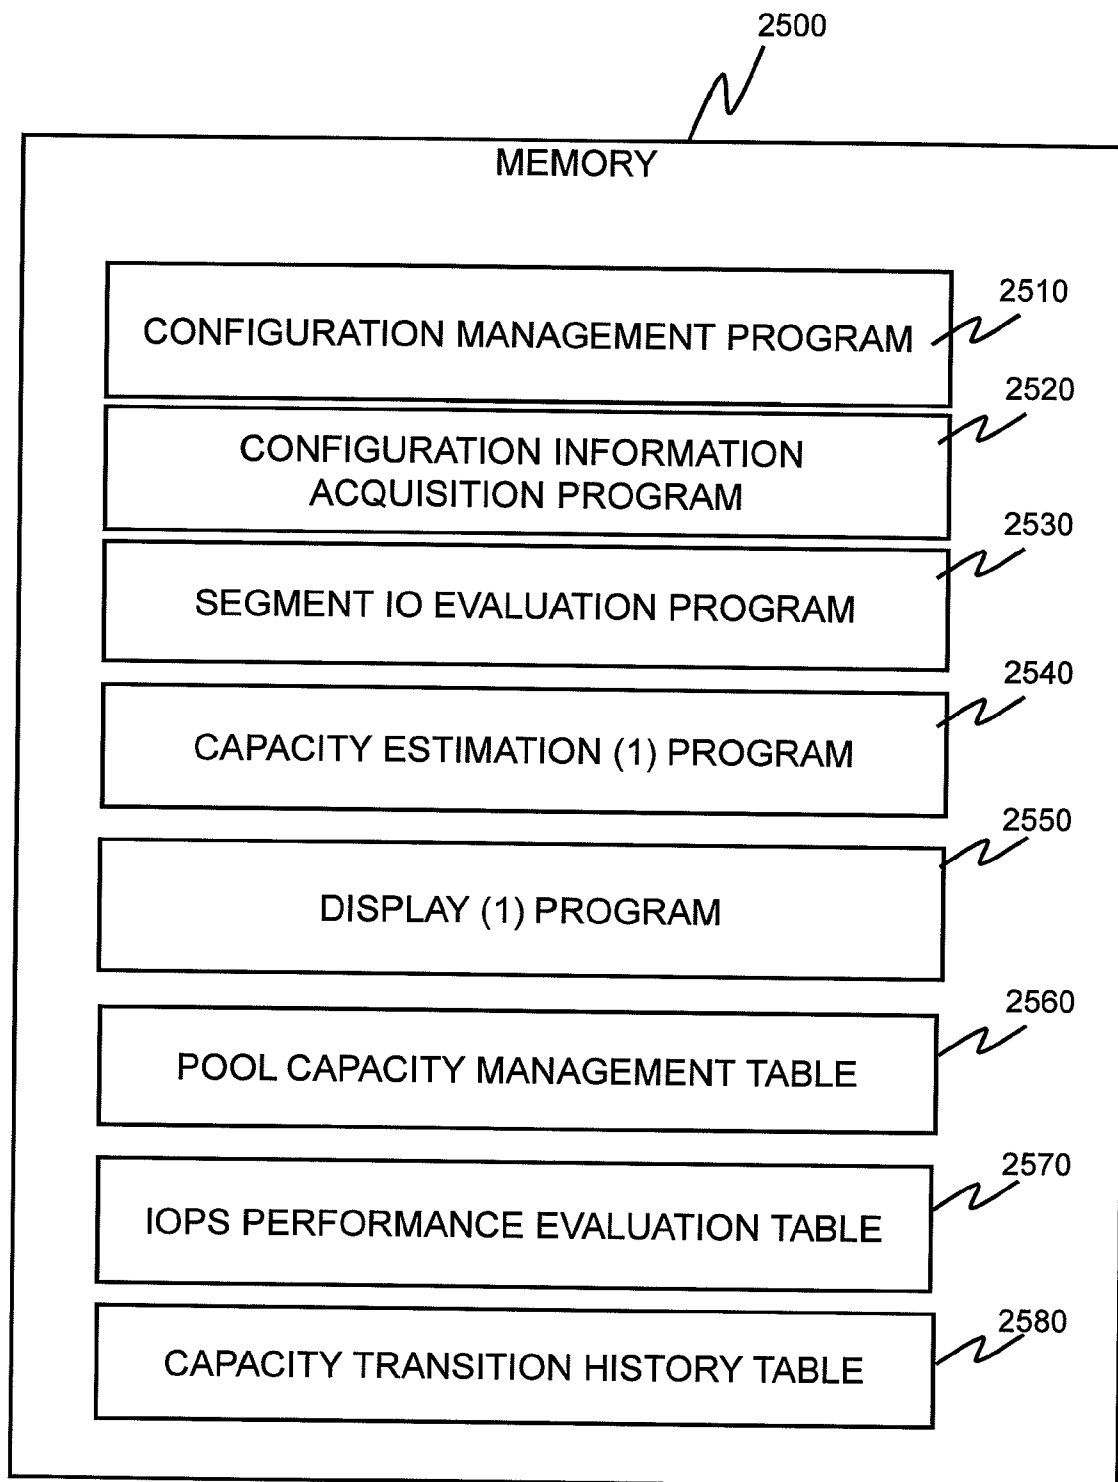 2500
MEMORY
CONFIGURATION MANAGEMENT PROGRAM
2510
CONFIGURATION INFORMATION
ACQUISITION PROGRAM
2520
SEGMENT IO EVALUATION PROGRAM
2530
CAPACITY ESTIMATION (1) PROGRAM
2540
DISPLAY (1) PROGRAM
2550
POOL CAPACITY MANAGEMENT TABLE
2560
IOPS PERFORMANCE EVALUATION TABLE
2570
CAPACITY TRANSITION HISTORY TABLE
2580